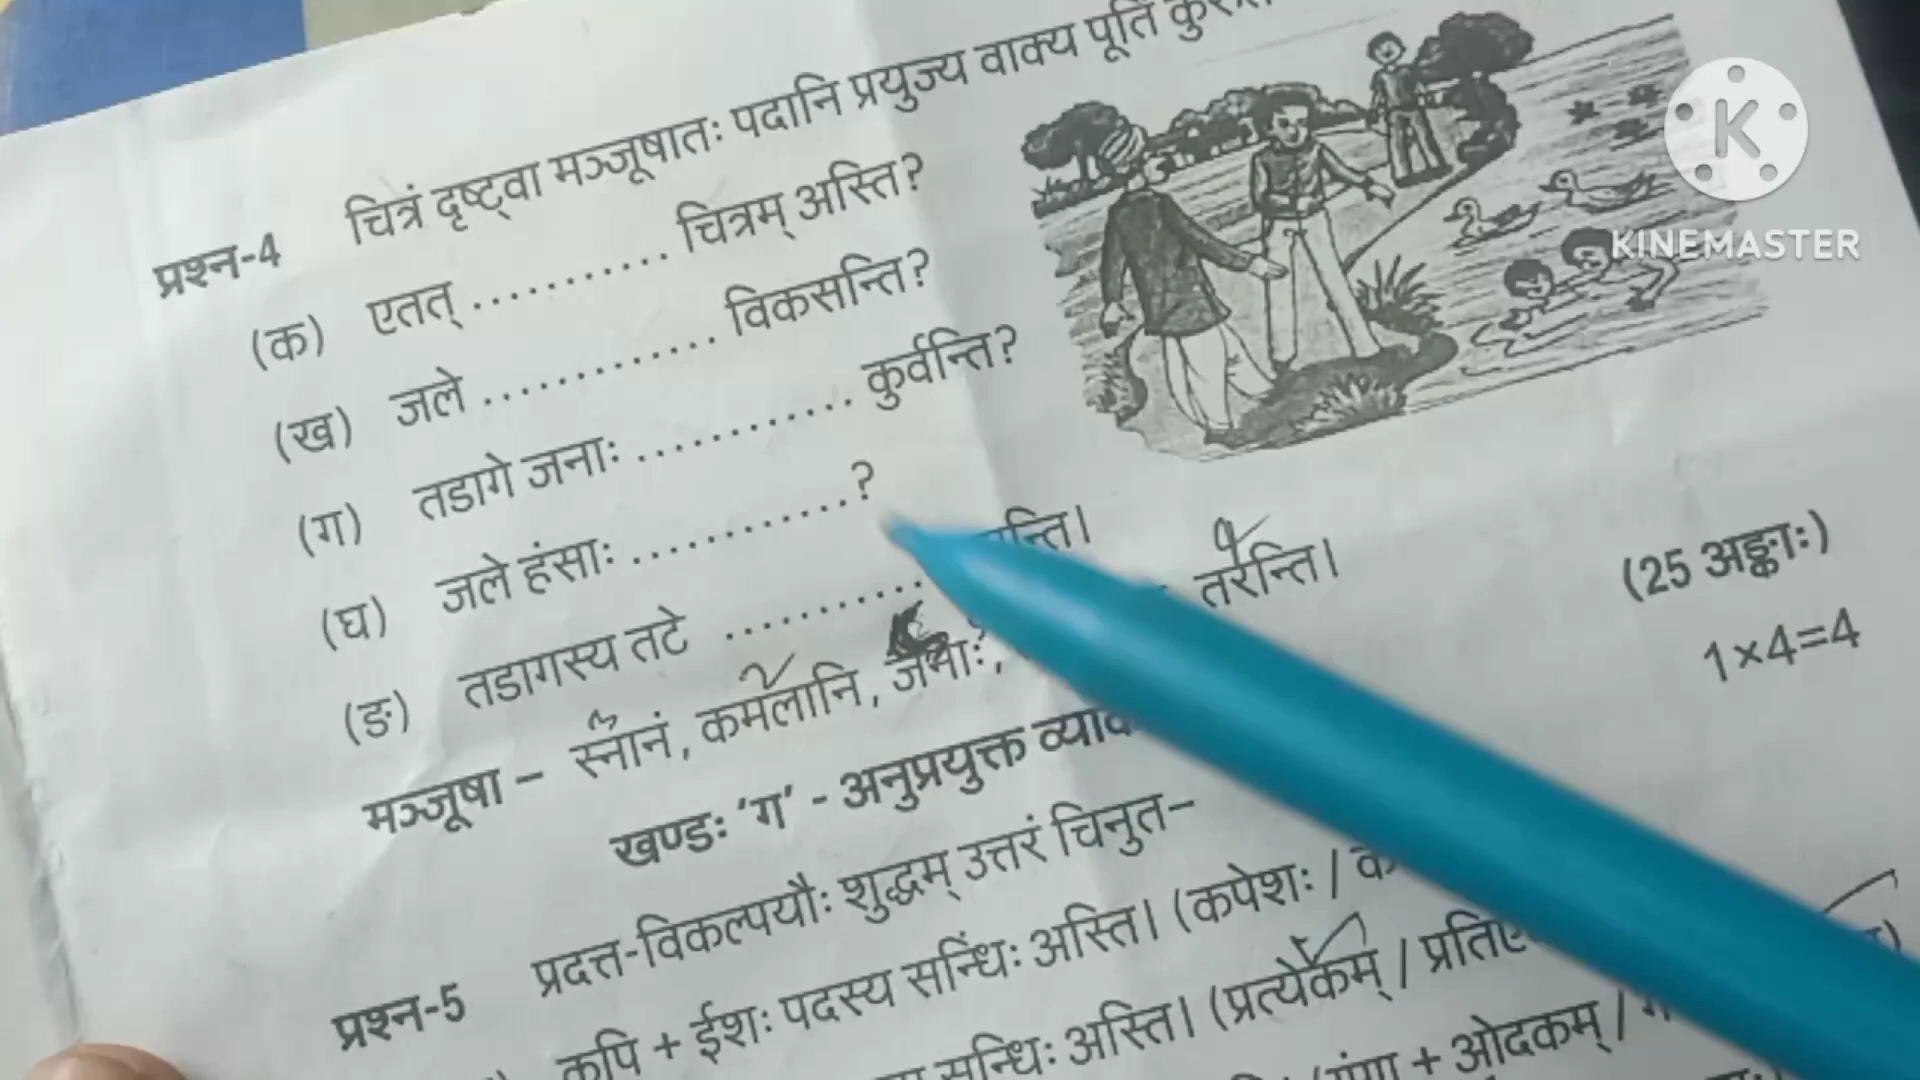 प्रश्न-4 चित्रं दृष्ट्वा मञ्जूषातः पदानि प्रयुज्य वाक्य पूर्ति
(क) एतत् ............ चित्रम् अस्ति?
(ख) जले ............ विकसन्ति?
(ग) तडागे जनाः ............ कुर्वन्ति?
(घ) जले हंसाः ............?
(ङ) तडागस्य तटे ............
मञ्जूषा – स्नानं, कमलानि, जनाः, तरन्ति।
(25 अङ्काः)
खण्डः 'ग' - अनुप्रयुक्त
1×4=4
प्रश्न-5 प्रदत्त-विकल्पयौः शुद्धम् उत्तरं चिनुत–
कपि + ईशः पदस्य सन्धिः अस्ति। (कपेशः /
सन्धिः अस्ति। (प्रत्येकम् /
(गंगा + ओदकम् /
K
KINEMASTER